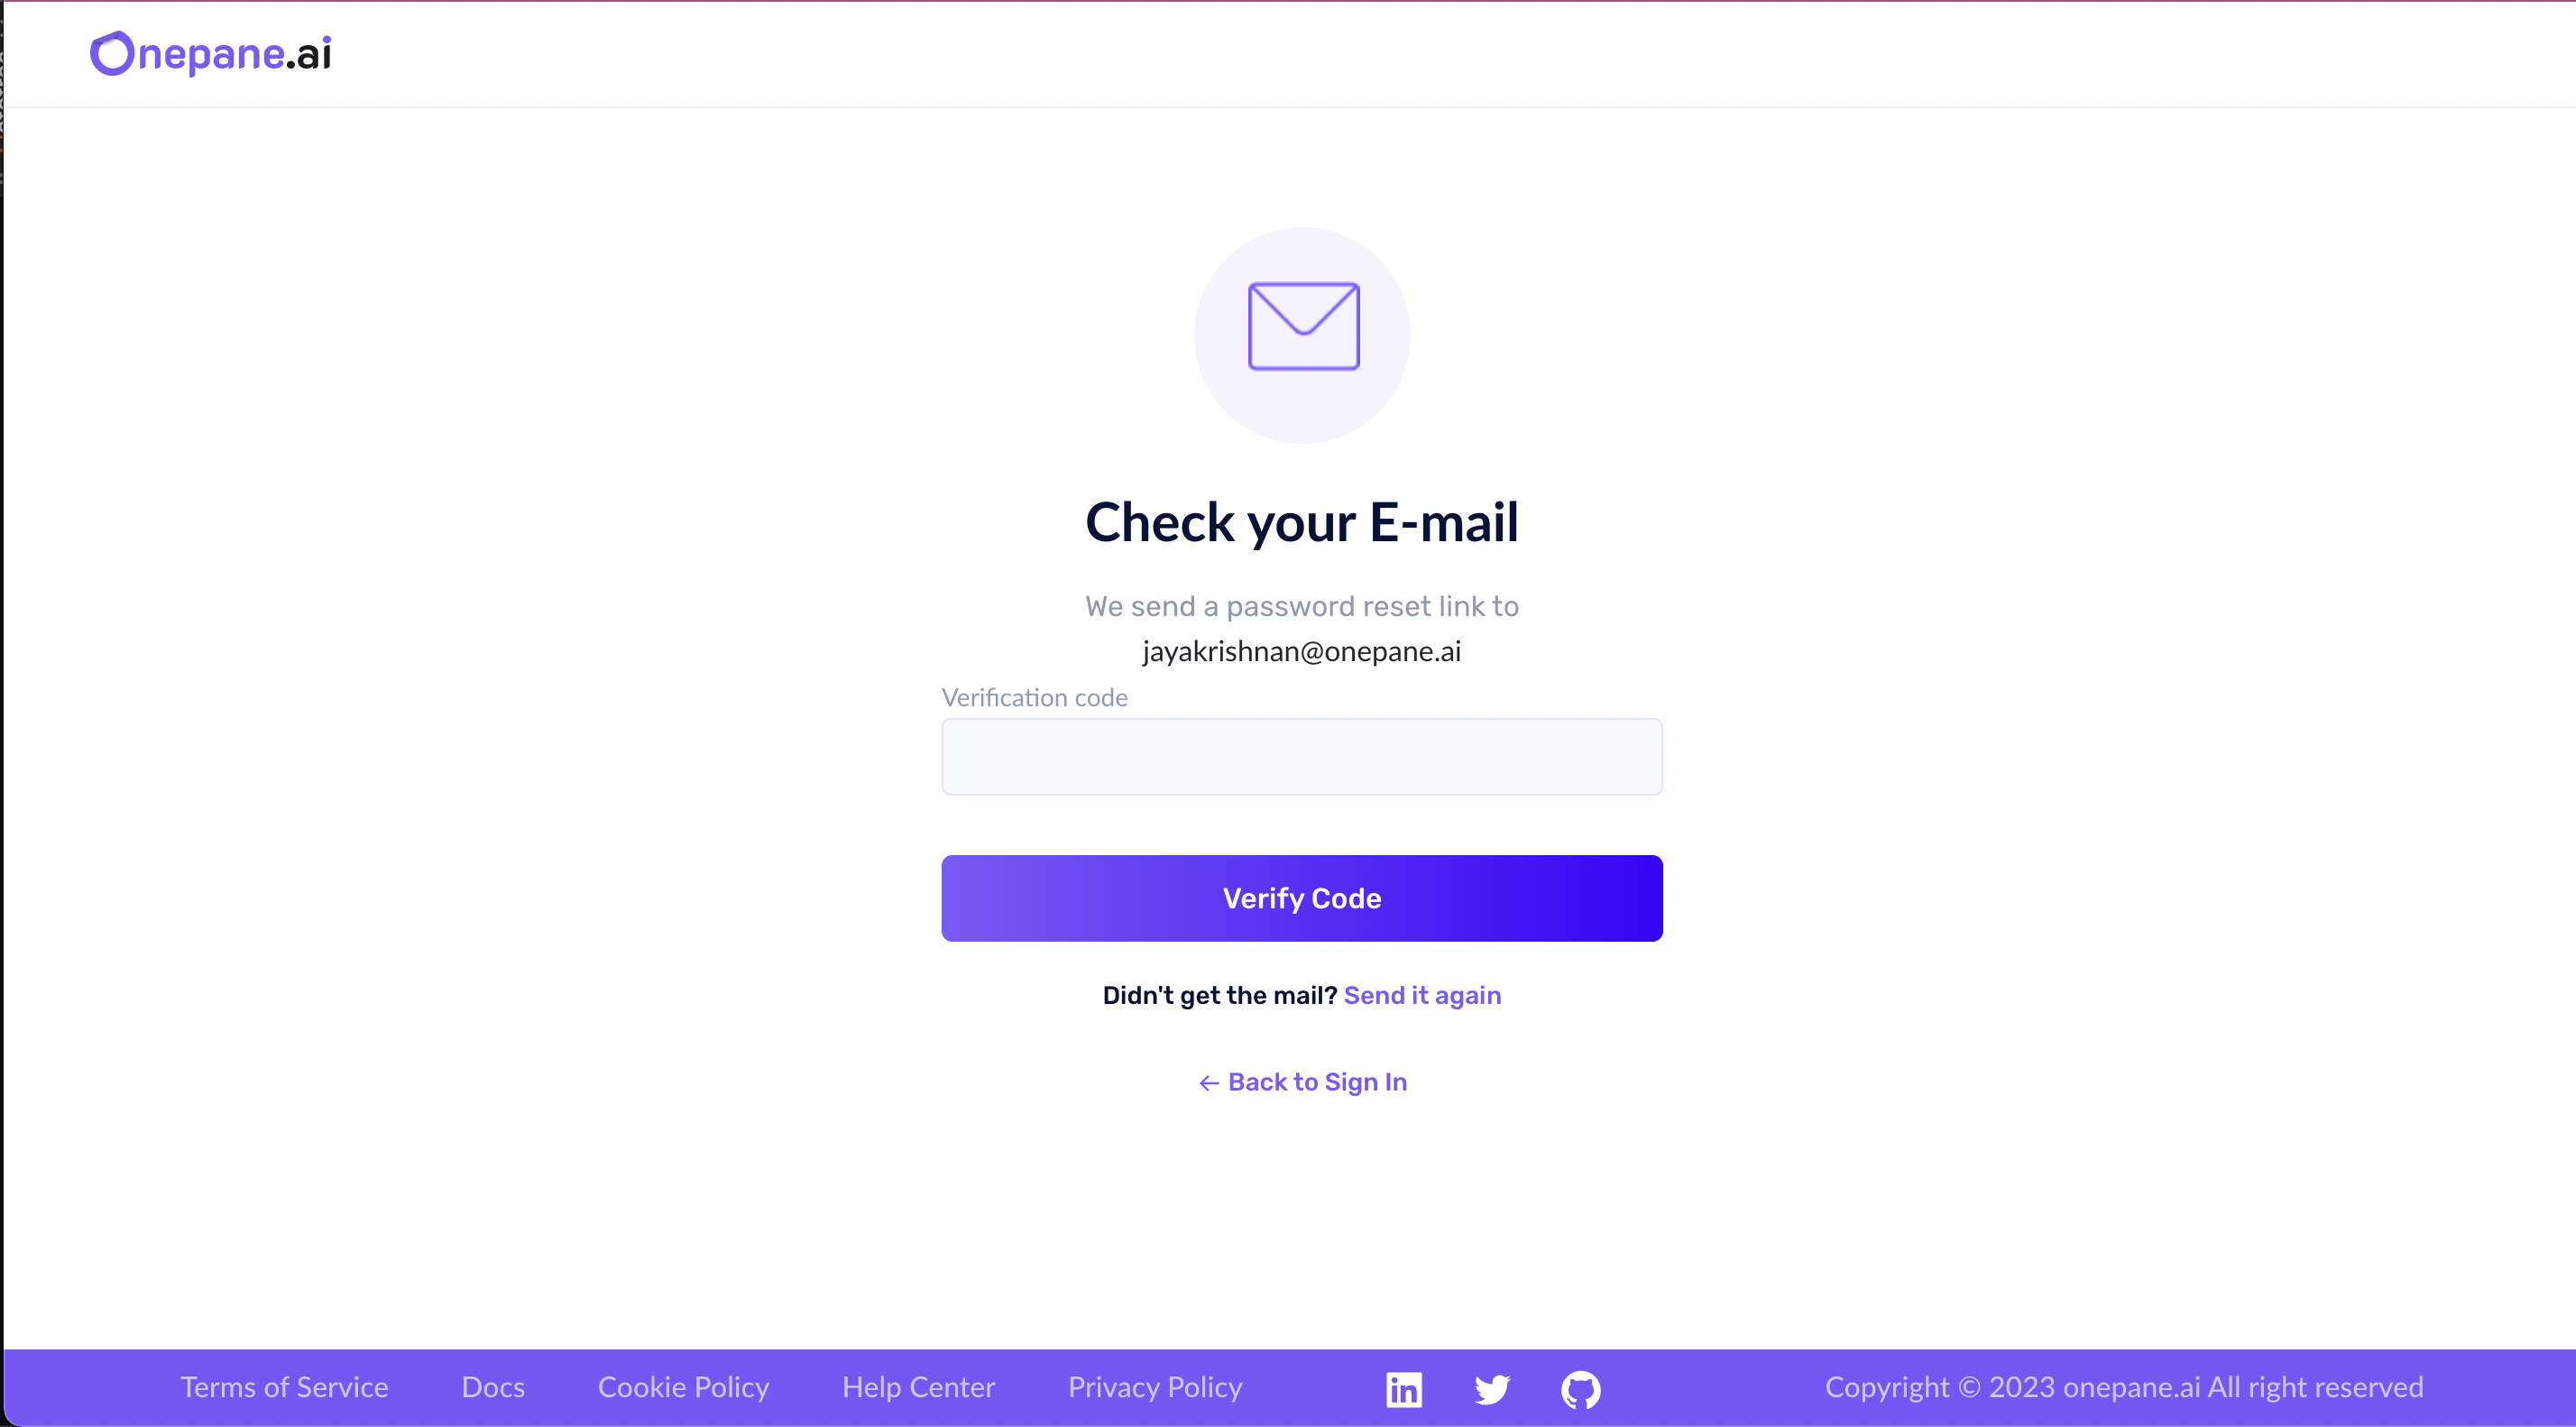 Onepane.ai
Check your E-mail
We send a password reset link to
jayakrishnan@onepane.ai
Verification code
Verify Code
Didn't get the mail? Send it again
← Back to Sign In
Terms of Service Docs Cookie Policy Help Center Privacy Policy in Copyright © 2023 onepane.ai All right reserved